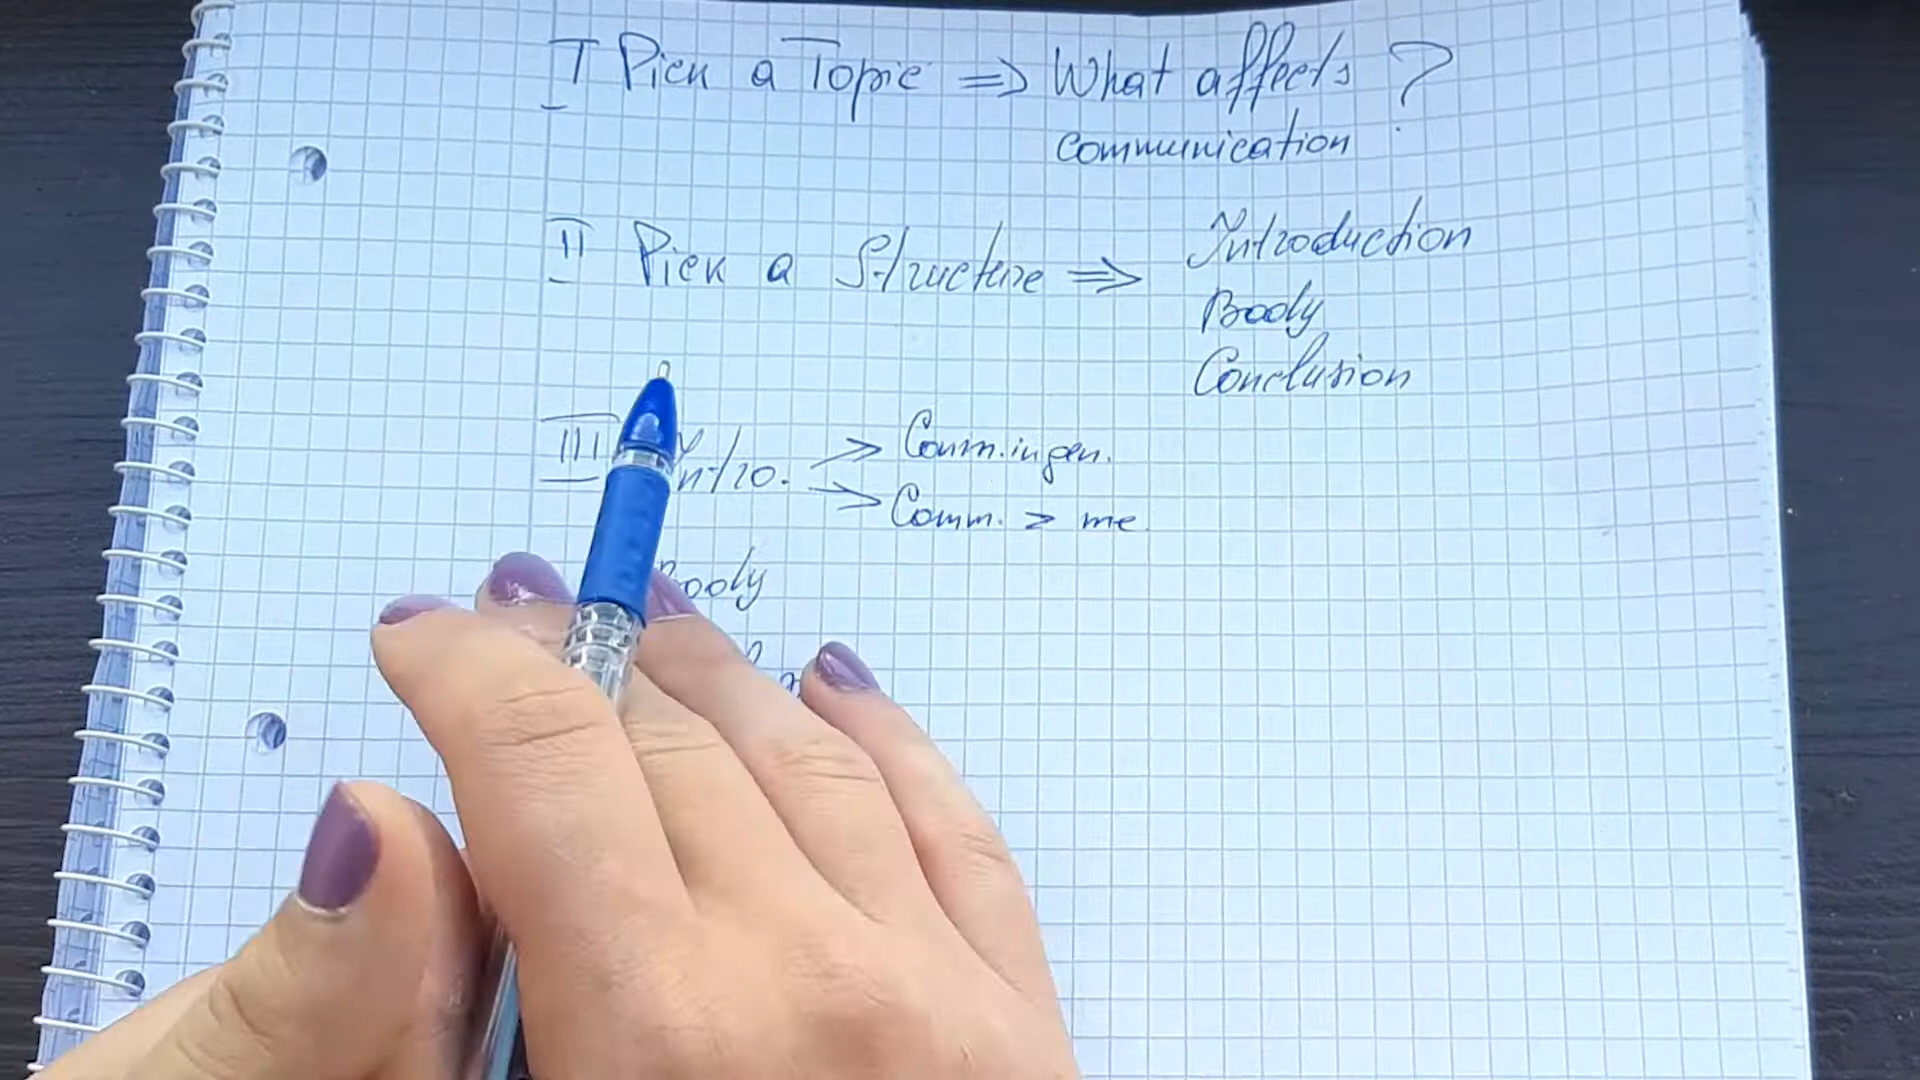 I Pick a Topic => What affects ?
communication
II Pick a Structure => Introduction
Body
Conclusion
III Intro. > Comm. in gen.
> Comm. > me.
Body